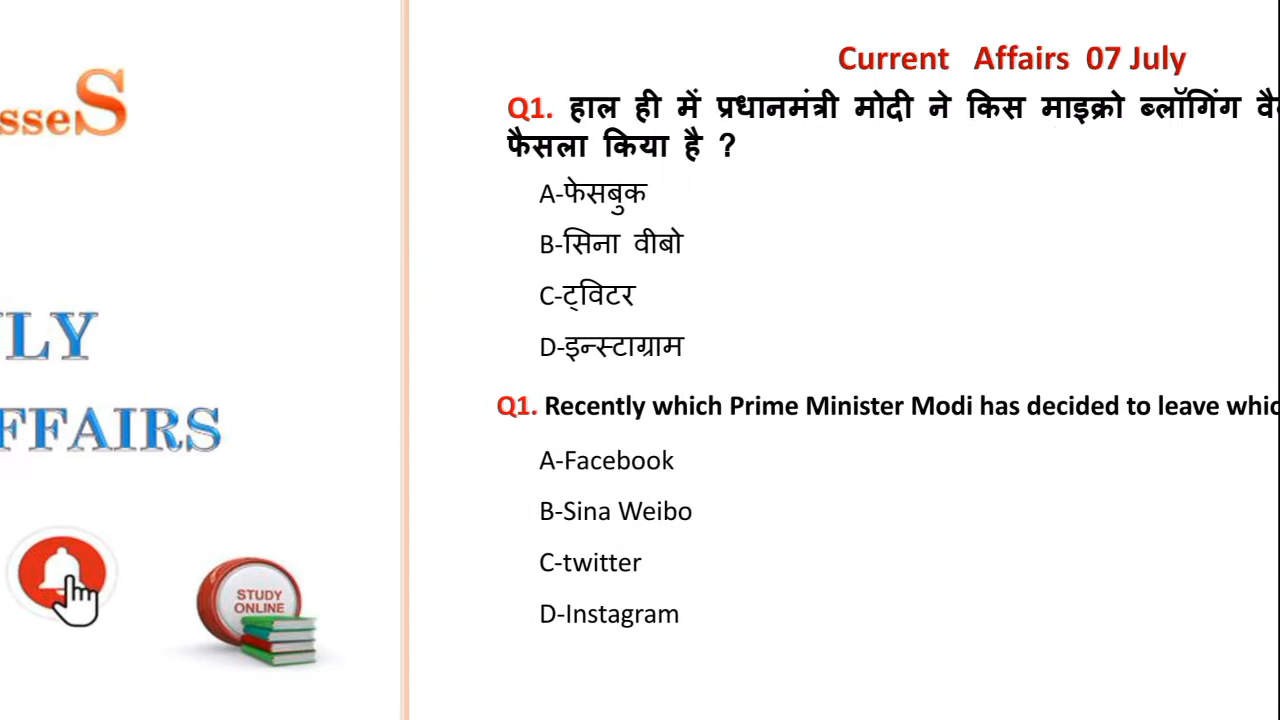 sseS
LY
FFAIRS
STUDY
ONLINE
Current Affairs 07 July
Q1. हाल ही में प्रधानमंत्री मोदी ने किस माइक्रो ब्लॉगिंग
फैसला किया है ?
A-फेसबुक
B-सिना वीबो
C-ट्विटर
D-इन्स्टाग्राम
Q1. Recently which Prime Minister Modi has decided to leave
A-Facebook
B-Sina Weibo
C-twitter
D-Instagram